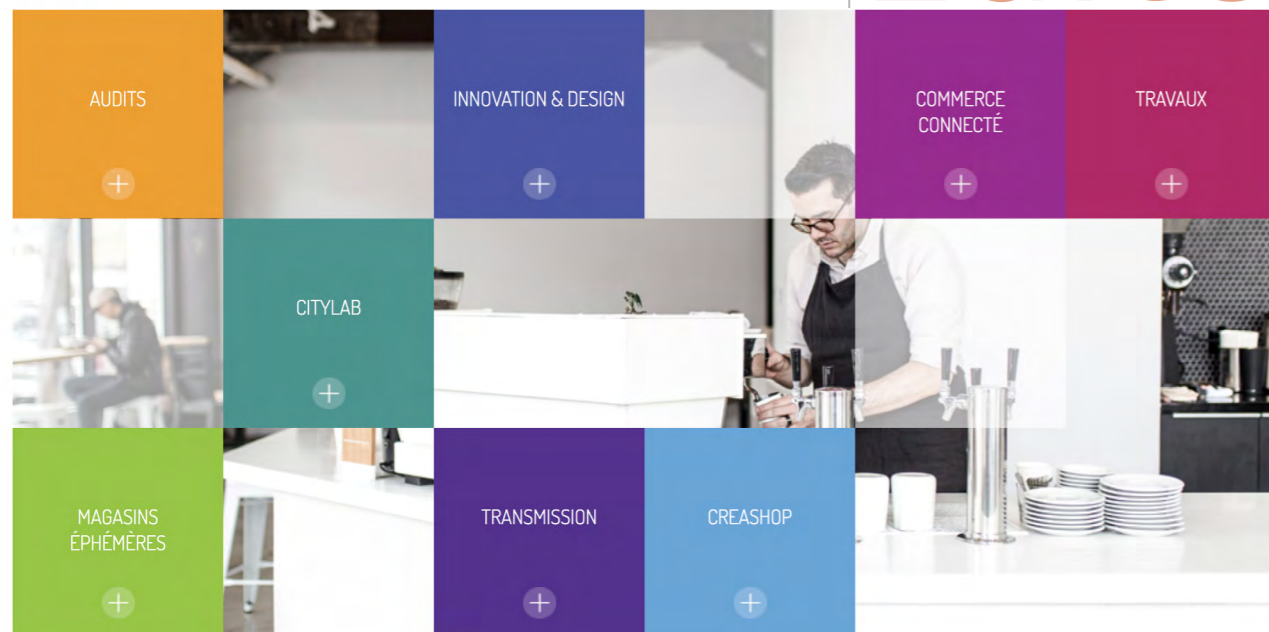 AUDITS
INNOVATION & DESIGN
COMMERCE
CONNECTÉ
TRAVAUX
CITYLAB
MAGASINS
ÉPHÉMÈRES
TRANSMISSION
CREASHOP